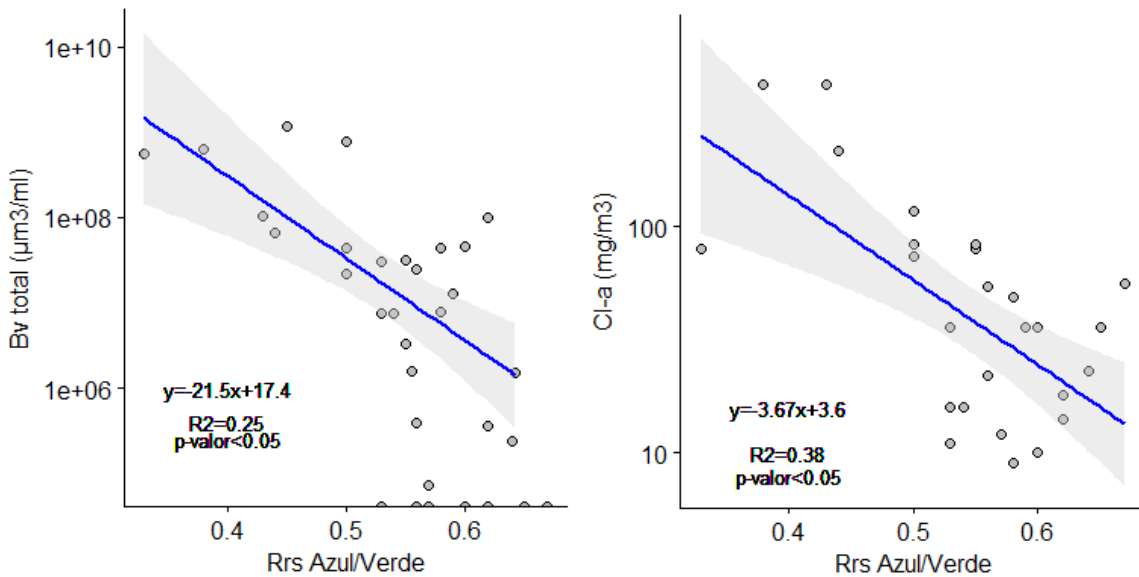 Bv total (µm3/ml)
1e+10
1e+08
1e+06
y=-21.5x+17.4
R2=0.25
p-valor<0.05
0.4 0.5 0.6
Rrs Azul/Verde
Cl-a (mg/m3)
100
10
y=-3.67x+3.6
R2=0.38
p-valor<0.05
0.4 0.5 0.6
Rrs Azul/Verde